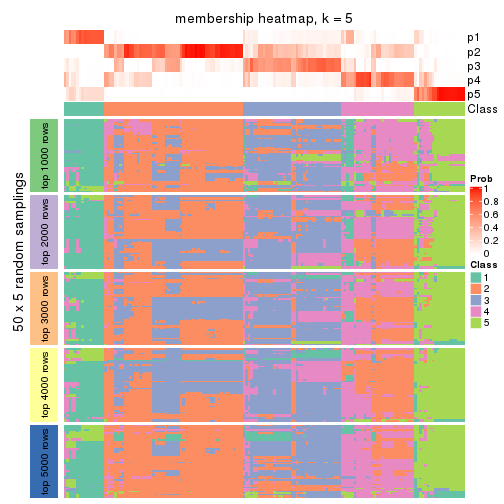 membership heatmap, k = 5
p1
p2
p3
p4
p5
Class
50 x 5 random samplings
top 1000 rows
top 2000 rows
top 3000 rows
top 4000 rows
top 5000 rows
Prob
1
0.8
0.6
0.4
0.2
0
Class
1
2
3
4
5